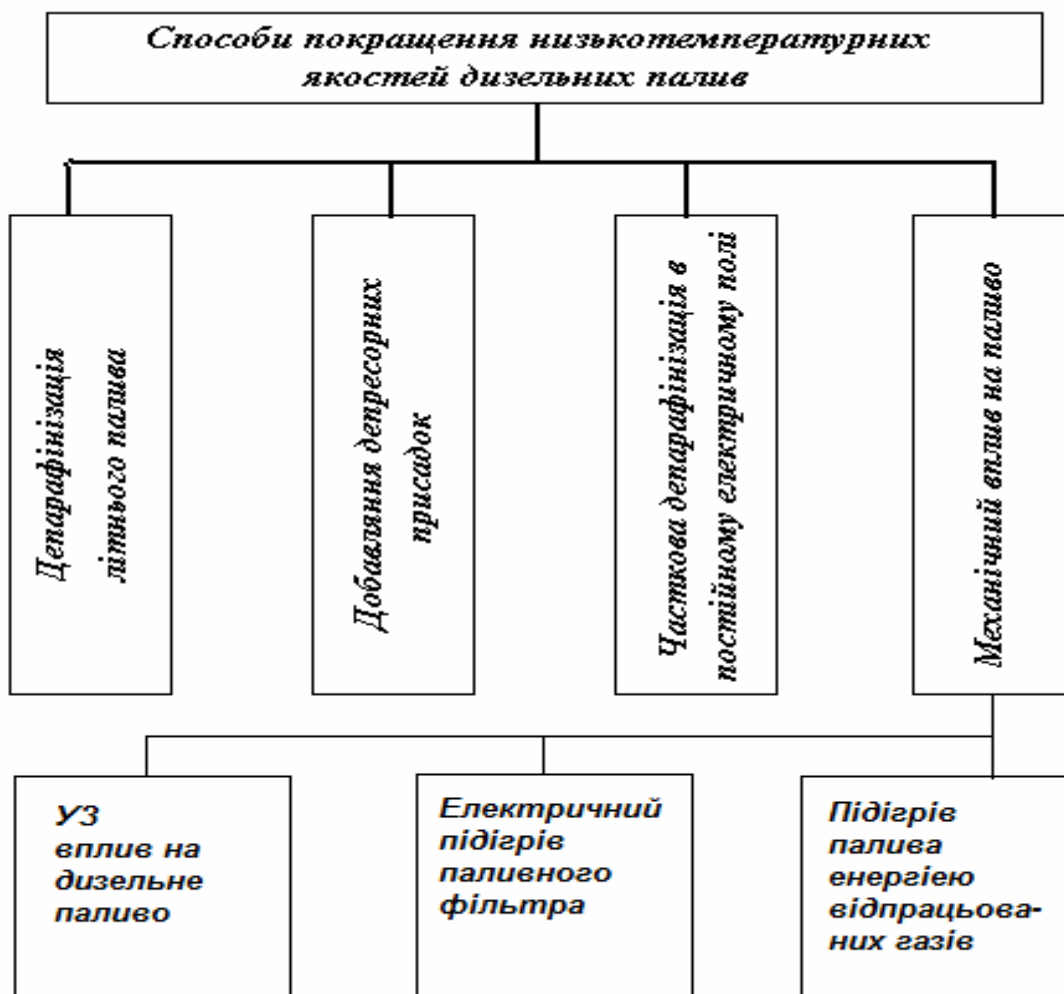 Способи покращення низькотемпературних
якостей дизельних палив
Депарафінізація
літнього палива
Добавляння депресорних
присадок
Часткова депарафінізація в
постійному електричному полі
Механічний вплив на паливо
УЗ
вплив на
дизельне
паливо
Електричний
підігрів
паливного
фільтра
Підігрів
палива
енергією
відпрацьова-
них газів